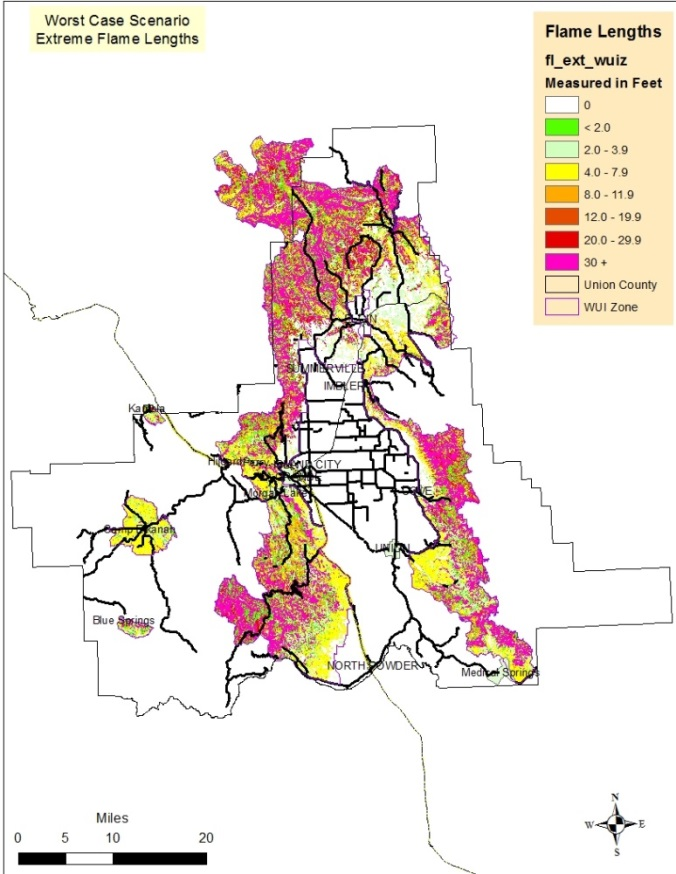 Worst Case Scenario
Extreme Flame Lengths
Flame Lengths
fl_ext_wuiz
Measured in Feet
0
< 2.0
2.0 - 3.9
4.0 - 7.9
8.0 - 11.9
12.0 - 19.9
20.0 - 29.9
30 +
Union County
WUI Zone
SUMMERVILLE
IMBLER
CITY
Morgan Lake
UNION
Blue Springs
NORTH POWDER
Medical Springs
Miles
0 5 10 20
N
W E
S